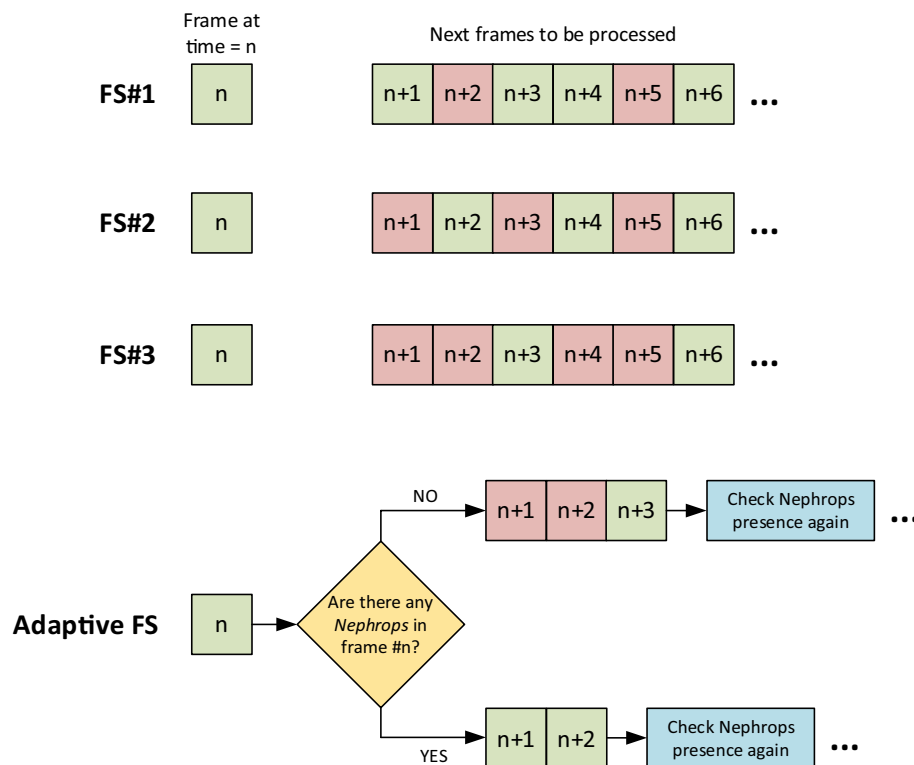 Frame at
time = n
Next frames to be processed
FS#1
n
n+1 n+2 n+3 n+4 n+5 n+6 ...
FS#2
n
n+1 n+2 n+3 n+4 n+5 n+6 ...
FS#3
n
n+1 n+2 n+3 n+4 n+5 n+6 ...
NO
n+1 n+2 n+3
Check Nephrops
presence again
...
Adaptive FS
n
Are there any
Nephrops in
frame #n?
YES
n+1 n+2
Check Nephrops
presence again
...